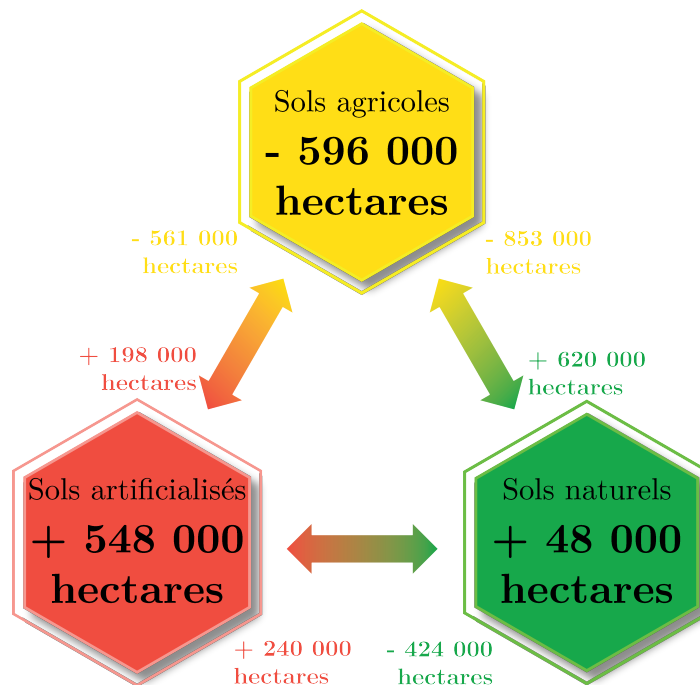 Sols agricoles
- 596 000
hectares
- 561 000
hectares
- 853 000
hectares
+ 198 000
hectares
+ 620 000
hectares
Sols artificialisés
+ 548 000
hectares
Sols naturels
+ 48 000
hectares
+ 240 000
hectares
- 424 000
hectares